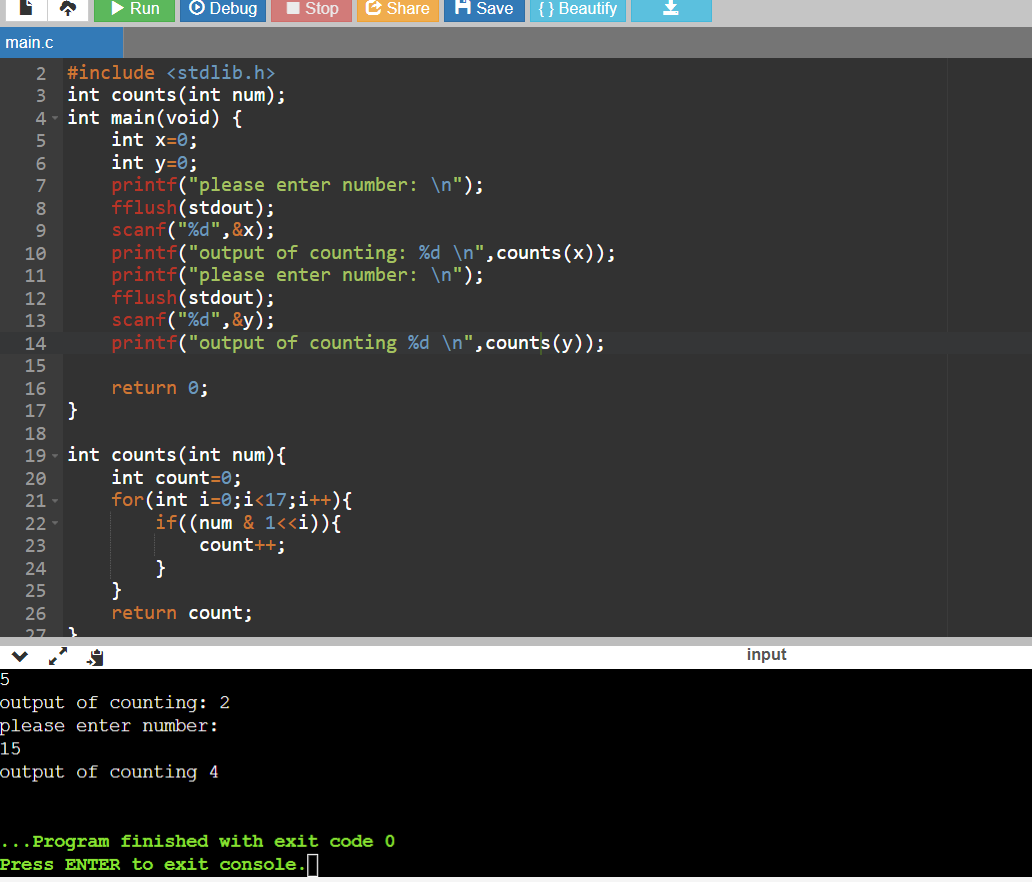 Run Debug Stop Share Save { } Beautify
main.c
2 #include <stdlib.h>
3 int counts(int num);
4 int main(void) {
5 int x=0;
6 int y=0;
7 printf("please enter number: \n");
8 fflush(stdout);
9 scanf("%d",&x);
10 printf("output of counting: %d \n",counts(x));
11 printf("please enter number: \n");
12 fflush(stdout);
13 scanf("%d",&y);
14 printf("output of counting %d \n",counts(y));
15
16 return 0;
17 }
18
19 int counts(int num){
20 int count=0;
21 for(int i=0;i<17;i++){
22 if((num & 1<<i)){
23 count++;
24 }
25 }
26 return count;
27 }
input
5
output of counting: 2
please enter number:
15
output of counting 4
...Program finished with exit code 0
Press ENTER to exit console.